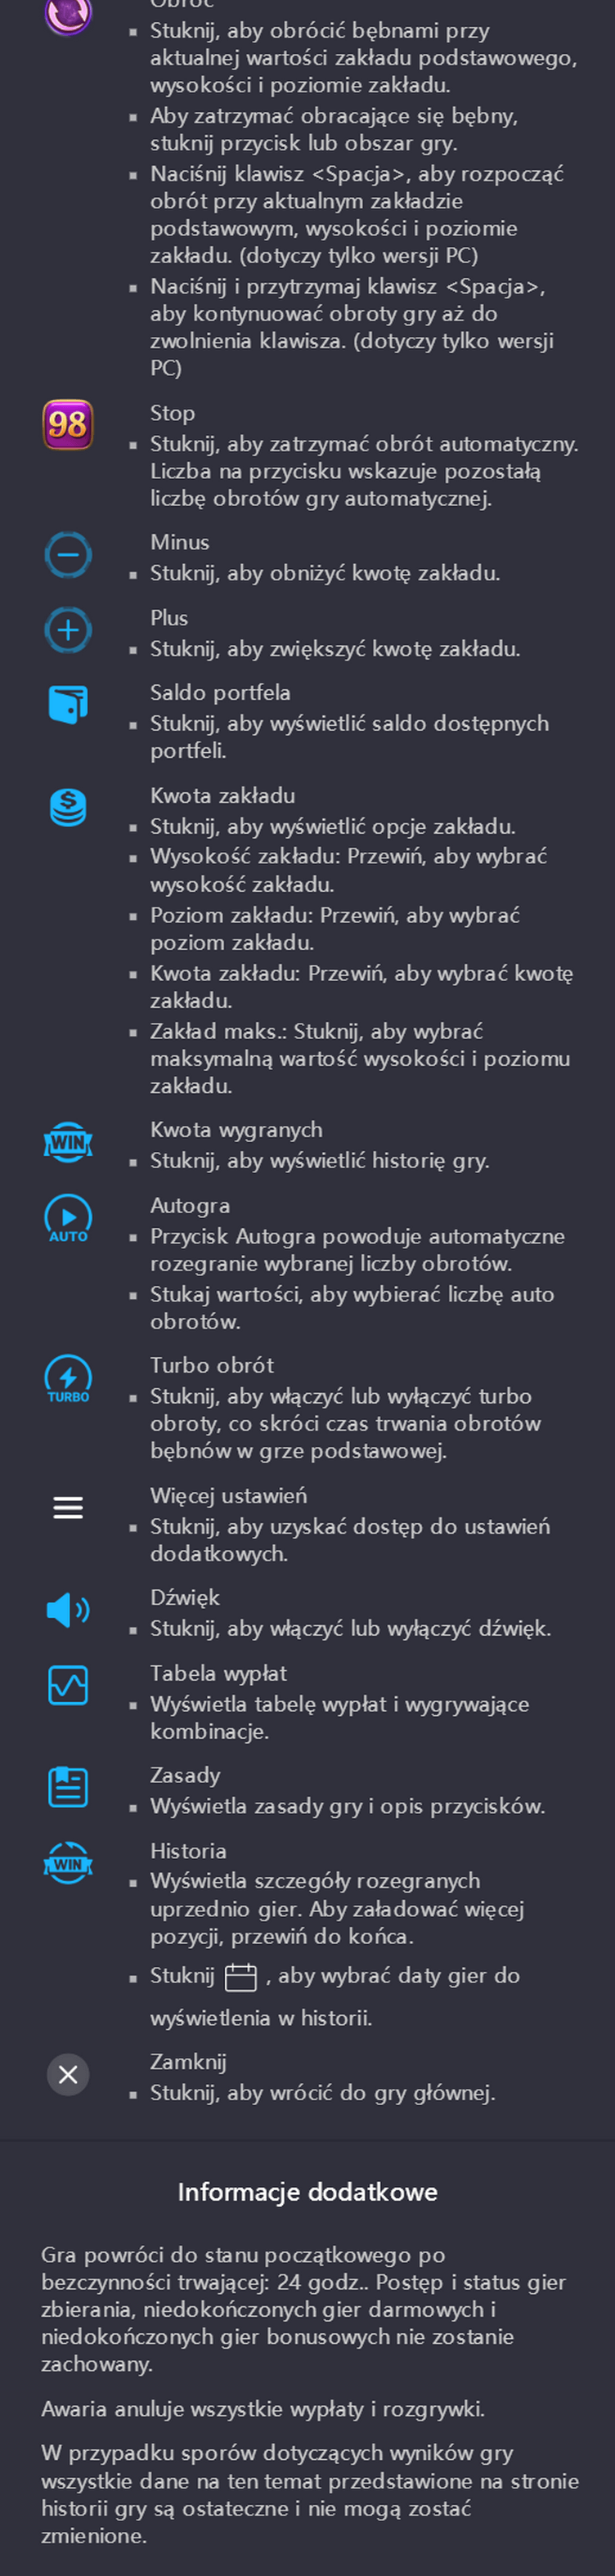 Obróć
Stuknij, aby obrócić bębnami przy
aktualnej wartości zakładu podstawowego,
wysokości i poziomie zakładu.
Aby zatrzymać obracające się bębny,
stuknij przycisk lub obszar gry.
Naciśnij klawisz <Spacja>, aby rozpocząć
obrót przy aktualnym zakładzie
podstawowym, wysokości i poziomie
zakładu. (dotyczy tylko wersji PC)
Naciśnij i przytrzymaj klawisz <Spacja>,
aby kontynuować obroty gry aż do
zwolnienia klawisza. (dotyczy tylko wersji
PC)
98
Stop
Stuknij, aby zatrzymać obrót automatyczny.
Liczba na przycisku wskazuje pozostałą
liczbę obrotów gry automatycznej.
Minus
Stuknij, aby obniżyć kwotę zakładu.
Plus
Stuknij, aby zwiększyć kwotę zakładu.
Saldo portfela
Stuknij, aby wyświetlić saldo dostępnych
portfeli.
Kwota zakładu
Stuknij, aby wyświetlić opcje zakładu.
Wysokość zakładu: Przewiń, aby wybrać
wysokość zakładu.
Poziom zakładu: Przewiń, aby wybrać
poziom zakładu.
Kwota zakładu: Przewiń, aby wybrać kwotę
zakładu.
Zakład maks.: Stuknij, aby wybrać
maksymalną wartość wysokości i poziomu
zakładu.
WIN
Kwota wygranych
Stuknij, aby wyświetlić historię gry.
AUTO
Autogra
Przycisk Autogra powoduje automatyczne
rozegranie wybranej liczby obrotów.
Stukaj wartości, aby wybierać liczbę auto
obrotów.
TURBO
Turbo obrót
Stuknij, aby włączyć lub wyłączyć turbo
obroty, co skróci czas trwania obrotów
bębnów w grze podstawowej.
Więcej ustawień
Stuknij, aby uzyskać dostęp do ustawień
dodatkowych.
Dźwięk
Stuknij, aby włączyć lub wyłączyć dźwięk.
Tabela wypłat
Wyświetla tabelę wypłat i wygrywające
kombinacje.
Zasady
Wyświetla zasady gry i opis przycisków.
WIN
Historia
Wyświetla szczegóły rozegranych
uprzednio gier. Aby załadować więcej
pozycji, przewiń do końca.
Stuknij , aby wybrać daty gier do
wyświetlenia w historii.
Zamknij
Stuknij, aby wrócić do gry głównej.
Informacje dodatkowe
Gra powróci do stanu początkowego po
bezczynności trwającej: 24 godz.. Postęp i status gier
zbierania, niedokończonych gier darmowych i
niedokończonych gier bonusowych nie zostanie
zachowany.
Awaria anuluje wszystkie wypłaty i rozgrywki.
W przypadku sporów dotyczących wyników gry
wszystkie dane na ten temat przedstawione na stronie
historii gry są ostateczne i nie mogą zostać
zmienione.